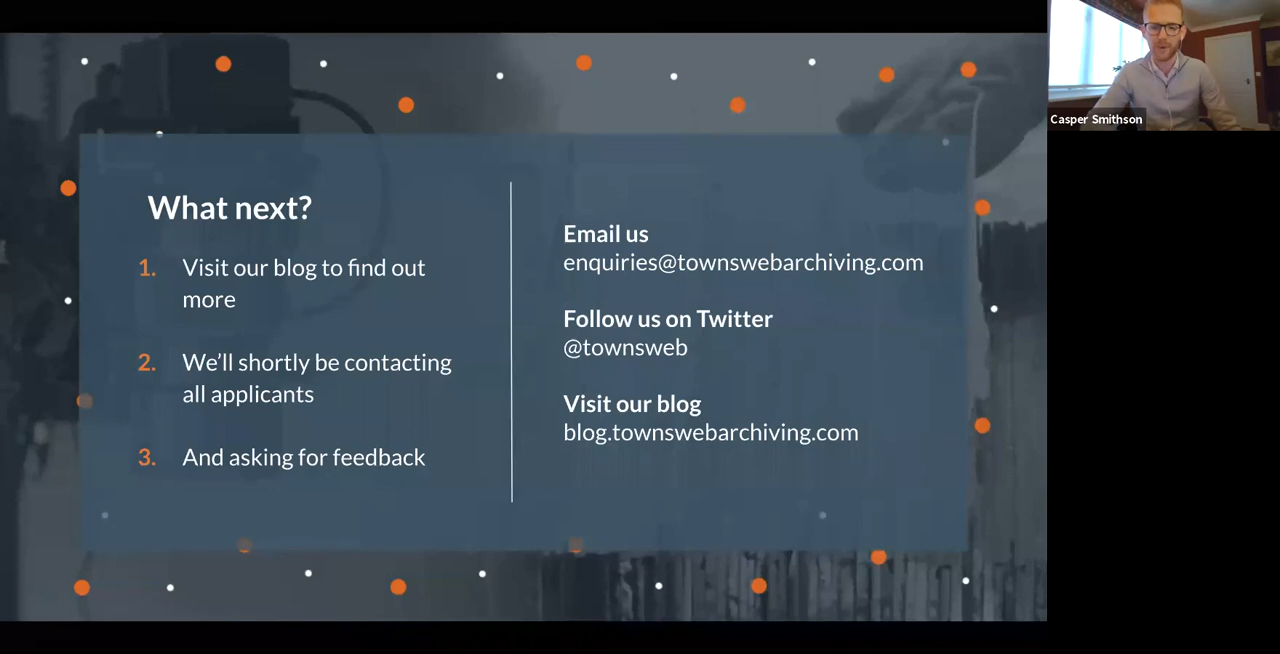 What next?
1. Visit our blog to find out
more
2. We’ll shortly be contacting
all applicants
3. And asking for feedback
Email us
enquiries@townswebarchiving.com
Follow us on Twitter
@townsweb
Visit our blog
blog.townswebarchiving.com
Casper Smithson